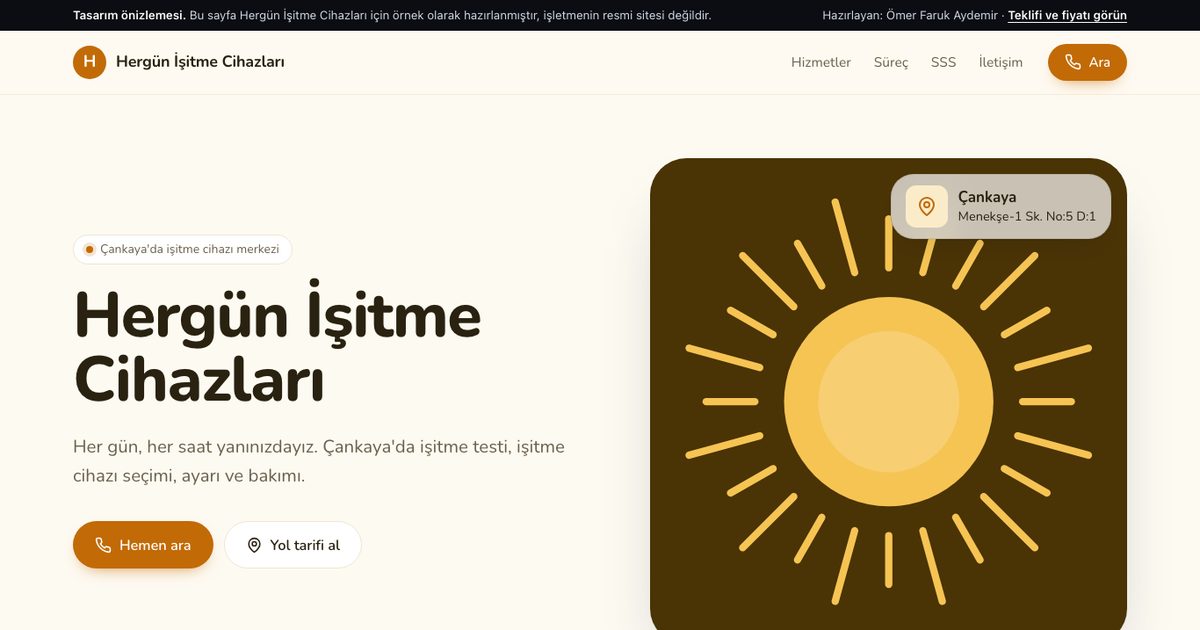 Tasarım önizlemesi. Bu sayfa Hergün İşitme Cihazları için örnek olarak hazırlanmıştır, işletmenin resmi sitesi değildir.
Hazırlayan: Ömer Faruk Aydemir · Teklifi ve fiyatı görün
H
Hergün İşitme Cihazları
Hizmetler
Süreç
SSS
İletişim
Ara
Çankaya
Menekşe-1 Sk. No:5 D:1
Çankaya'da işitme cihazı merkezi
Hergün İşitme
Cihazları
Her gün, her saat yanınızdayız. Çankaya'da işitme testi, işitme
cihazı seçimi, ayarı ve bakımı.
Hemen ara
Yol tarifi al